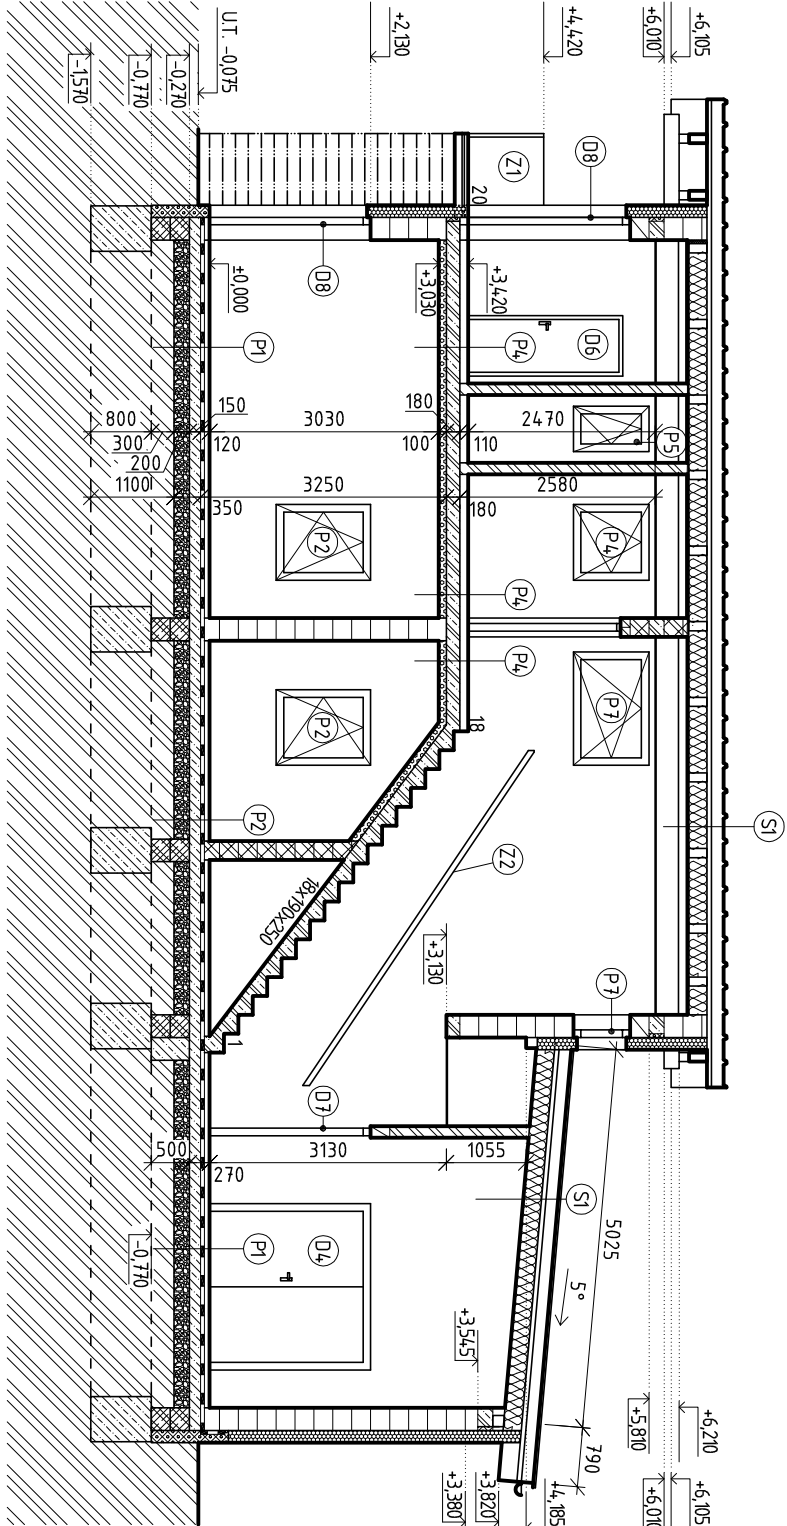 +6,105
+6,010
+4,420
+2,130
U.T. -0,075
-0,270
-0,770
-1,570
D8
Z1
20
D8
±0,000
+3,030
+3,420
D6
P1
P4
P5
800
300
200
150
120
3030
180
100
110
2470
1100
350
3250
180
2580
P2
P4
P4
P4
P2
P7
18
P2
S1
Z2
18x190x250
+3,130
P7
1
D7
500
270
3130
1055
S1
5025
P1
D4
-0,770
5°
+3,545
+5,810
+6,210
790
+3,380
+3,820
+4,185
+6,010
+6,105